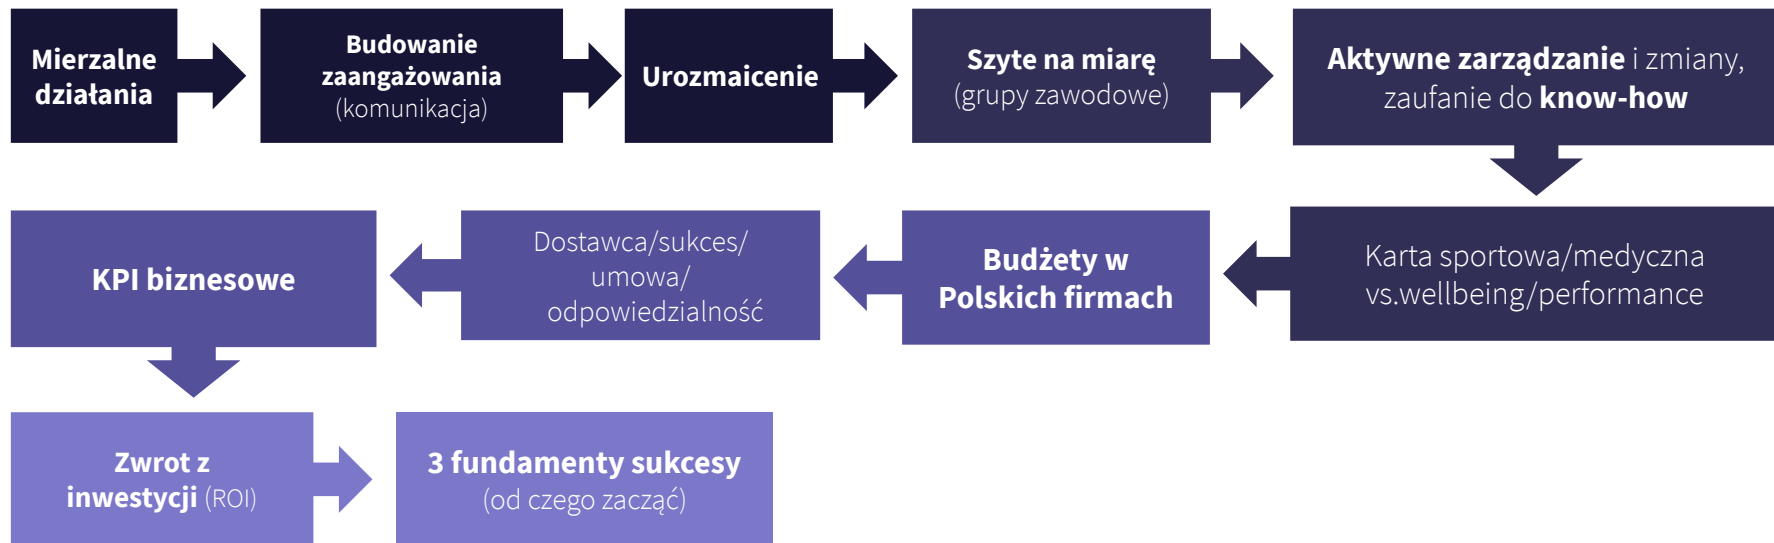 Mierzalne
działania
Budowanie
zaangażowania
(komunikacja)
Urozmaicenie
Szyte na miarę
(grupy zawodowe)
Aktywne zarządzanie i zmiany,
zaufanie do know-how
Karta sportowa/medyczna
vs.wellbeing/performance
Budżety w
Polskich firmach
Dostawca/sukces/
umowa/
odpowiedzialność
KPI biznesowe
Zwrot z
inwestycji (ROI)
3 fundamenty sukcesy
(od czego zacząć)